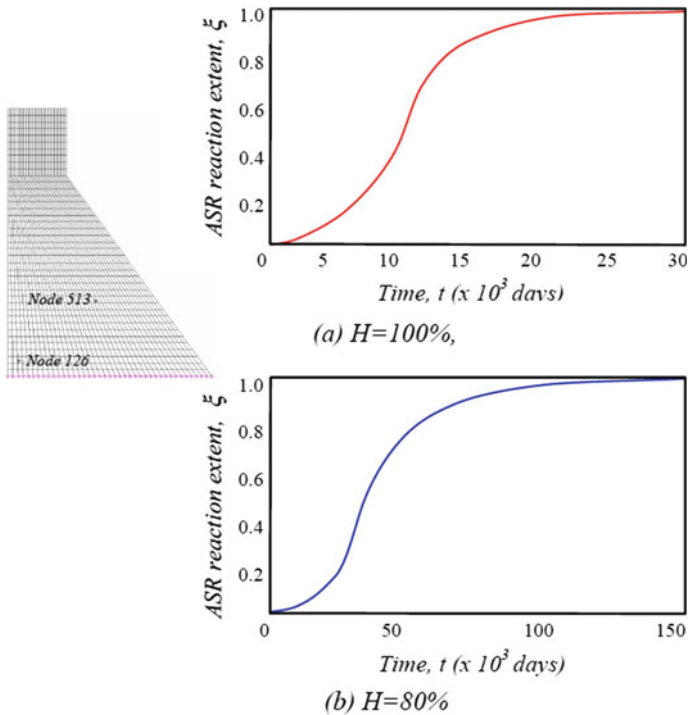 ASR reaction extent, ξ
1.0
0.8
0.6
0.4
0.2
0 5 10 15 20 25 30
Time, t (x 10³ days)
(a) H=100%,
Node 513
Node 126
ASR reaction extent, ξ
1.0
0.8
0.6
0.4
0.2
0 50 100 150
Time, t (x 10³ days)
(b) H=80%